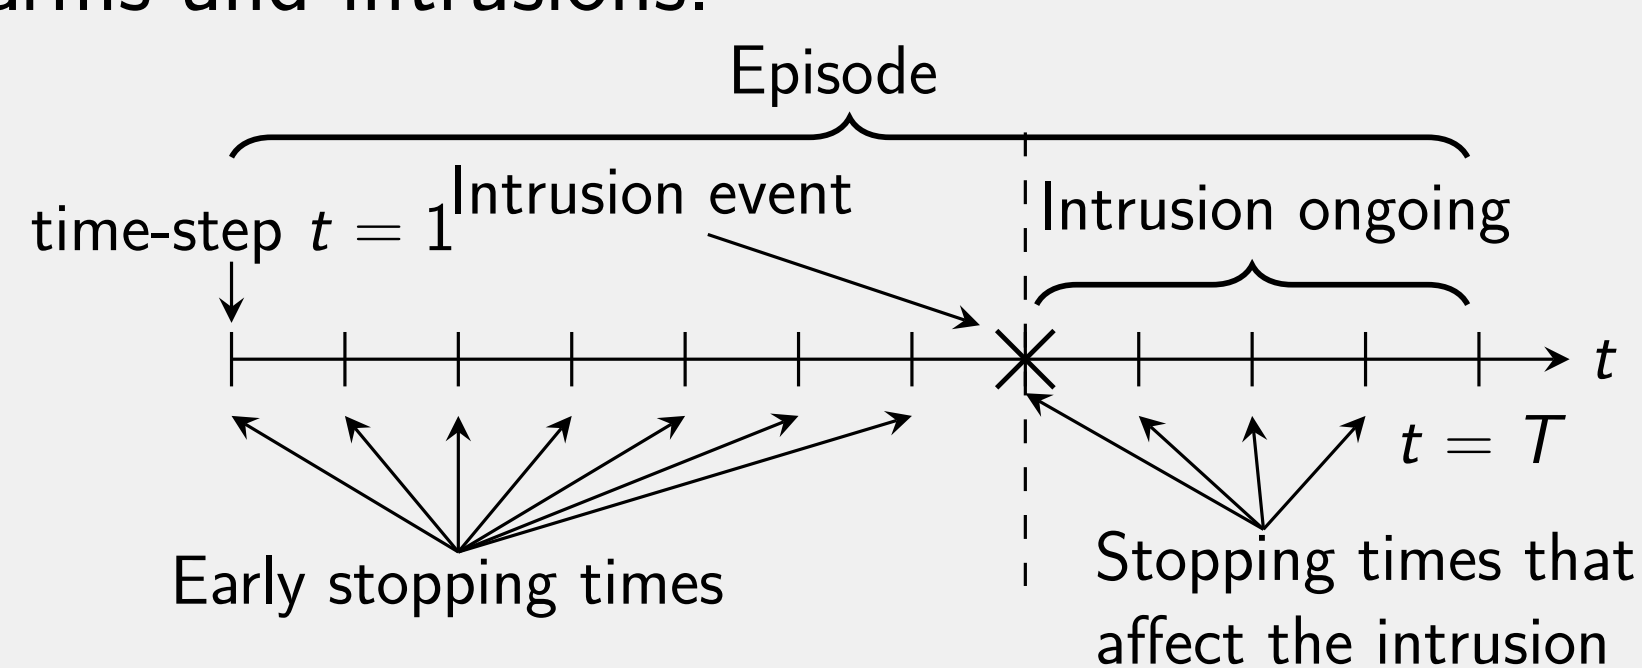 and intrusions.
Episode
Intrusion event
Intrusion ongoing
time-step t = 1
t
t = T
Early stopping times
Stopping times that
affect the intrusion